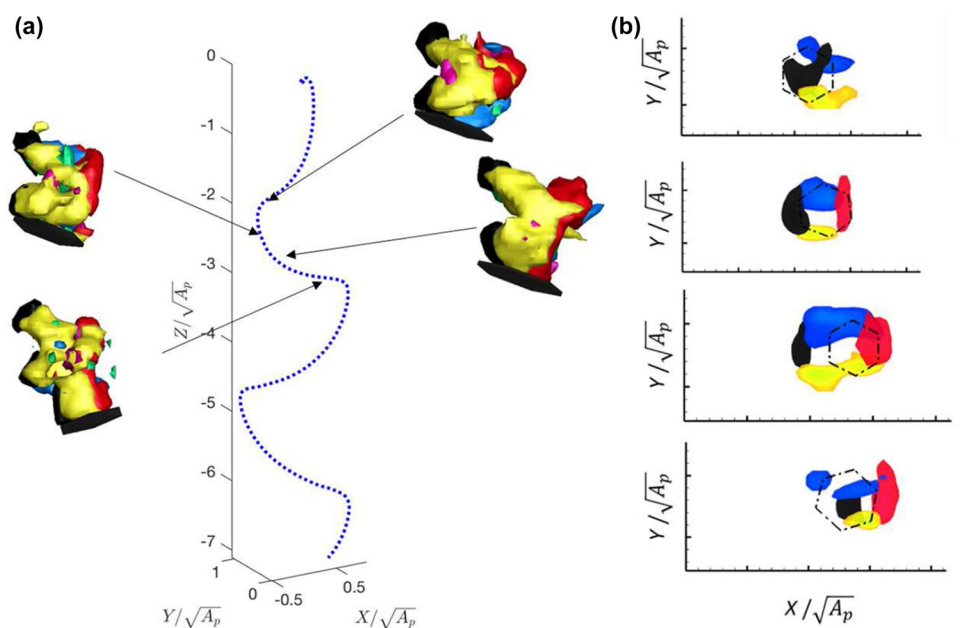 (a)
0
-1
-2
-3
-4
-5
-6
-7
Z/√A_p
1
0
-0.5
0.5
Y/√A_p
X/√A_p
(b)
Y/√A_p
Y/√A_p
Y/√A_p
Y/√A_p
X/√A_p